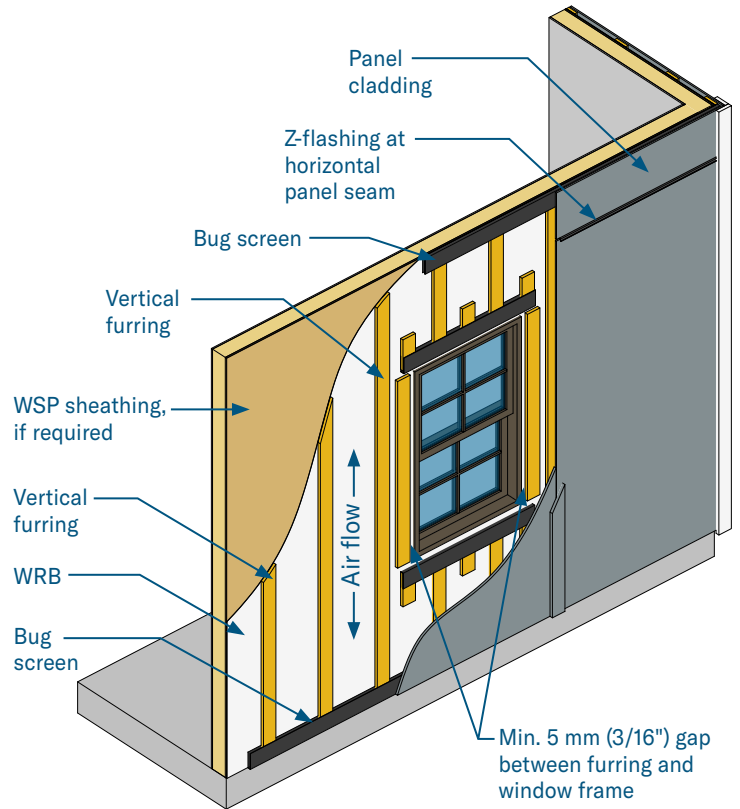 Panel
cladding
Z-flashing at
horizontal
panel seam
Bug screen
Vertical
furring
WSP sheathing,
if required
Vertical
furring
Air flow
WRB
Bug
screen
Min. 5 mm (3/16") gap
between furring and
window frame